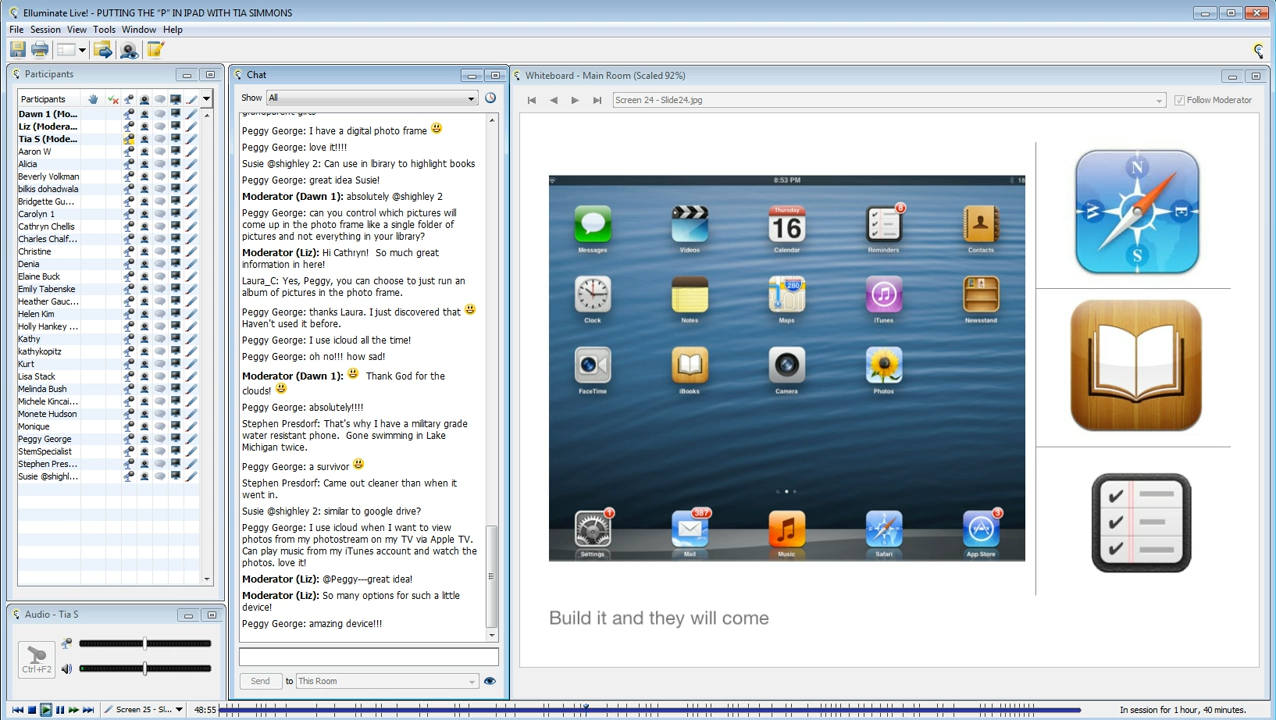 Elluminate Live! - PUTTING THE "P" IN IPAD WITH TIA SIMMONS
File Session View Tools Window Help
Participants
Participants
Dawn 1 (Mo...
Liz (Modera...
Tia S (Mode...
Aaron W
Alicia
Beverly Volkman
bilkis dohadwala
Bridgette Gu...
Carolyn 1
Cathryn Chellis
Charles Chalf...
Christine
Denia
Elaine Buck
Emily Tabenske
Heather Gauc...
Helen Kim
Holly Hankey ...
Kathy
kathykopitz
Kurt
Lisa Stack
Melinda Bush
Michele Kincai...
Monete Hudson
Monique
Peggy George
StemSpecialist
Stephen Pres...
Susie @shighl...
Audio - Tia S
Ctrl+F2
Chat
Show All
Peggy George: I have a digital photo frame
Peggy George: love it!!!!
Susie @shighley 2: Can use in lbirary to highlight books
Peggy George: great idea Susie!
Moderator (Dawn 1): absolutely @shighley 2
Peggy George: can you control which pictures will
come up in the photo frame like a single folder of
pictures and not everything in your library?
Moderator (Liz): Hi Cathryn! So much great
information in here!
Laura_C: Yes, Peggy, you can choose to just run an
album of pictures in the photo frame.
Peggy George: thanks Laura. I just discovered that
Haven't used it before.
Peggy George: I use icloud all the time!
Peggy George: oh no!!! how sad!
Moderator (Dawn 1): Thank God for the
clouds!
Peggy George: absolutely!!!!
Stephen Presdorf: That's why I have a military grade
water resistant phone. Gone swimming in Lake
Michigan twice.
Peggy George: a survivor
Stephen Presdorf: Came out cleaner than when it
went in.
Susie @shighley 2: similar to google drive?
Peggy George: I use icloud when I want to view
photos from my photostream on my TV via Apple TV.
Can play music from my iTunes account and watch the
photos. love it!
Moderator (Liz): @Peggy---great idea!
Moderator (Liz): So many options for such a little
device!
Peggy George: amazing device!!!
Send to This Room
Whiteboard - Main Room (Scaled 92%)
Screen 24 - Slide24.jpg
Follow Moderator
8:53 PM
Thursday
16
6
280
Messages Videos Calendar Reminders Contacts
Clock Notes Maps iTunes Newsstand
FaceTime iBooks Camera Photos
1 387 3
Settings Mail Music Safari App Store
N
W E
S
Build it and they will come
Screen 25 - Sl...
48:55
In session for 1 hour, 40 minutes.